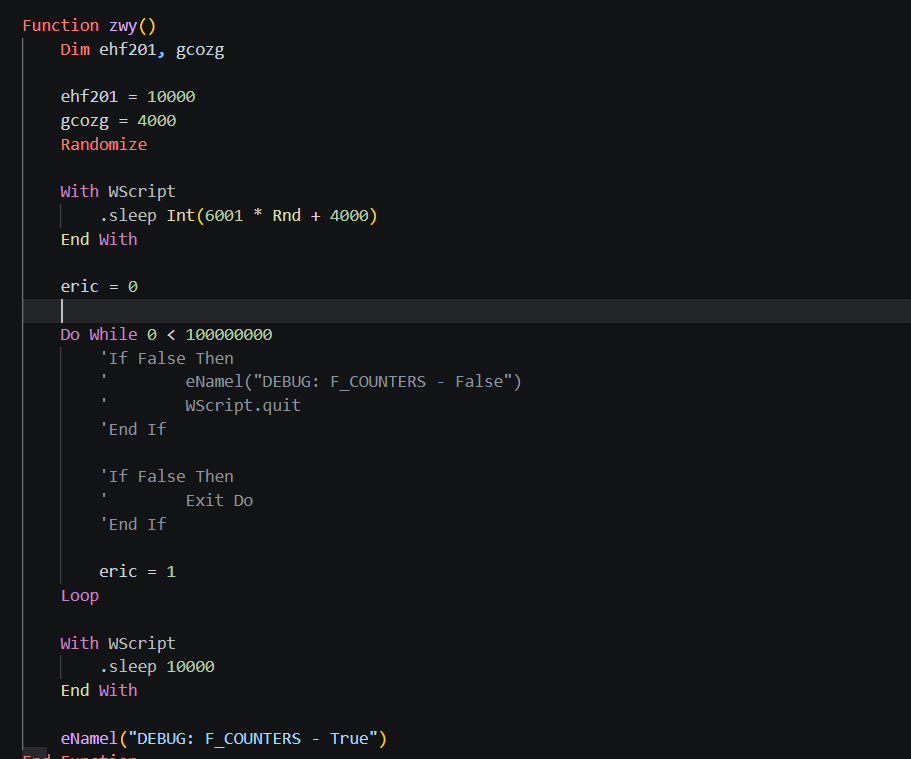 Function zwy()
Dim ehf201, gcozg
ehf201 = 10000
gcozg = 4000
Randomize
With WScript
.sleep Int(6001 * Rnd + 4000)
End With
eric = 0
Do While 0 < 100000000
'If False Then
' eNamel("DEBUG: F_COUNTERS - False")
' WScript.quit
'End If
'If False Then
' Exit Do
'End If
eric = 1
Loop
With WScript
.sleep 10000
End With
eNamel("DEBUG: F_COUNTERS - True")
End Function